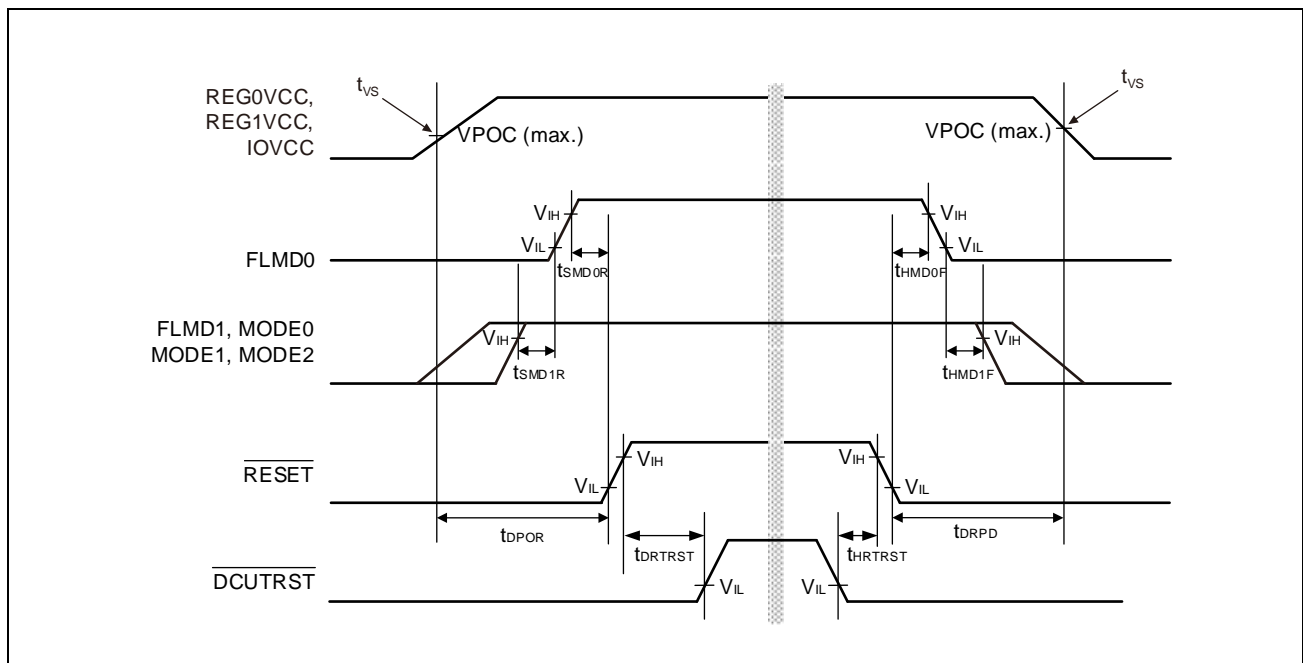 tVS
tVS
REG0VCC,
REG1VCC,
IOVCC
VPOC (max.)
VPOC (max.)
VIH
VIH
VIL
VIL
FLMD0
tSMD0R
tHMD0F
FLMD1, MODE0
MODE1, MODE2
VIH
VIH
tSMD1R
tHMD1F
RESET
VIH
VIH
VIL
VIL
tDPOR
tDRTRST
tHRTRST
tDRPD
DCUTRST
VIL
VIL